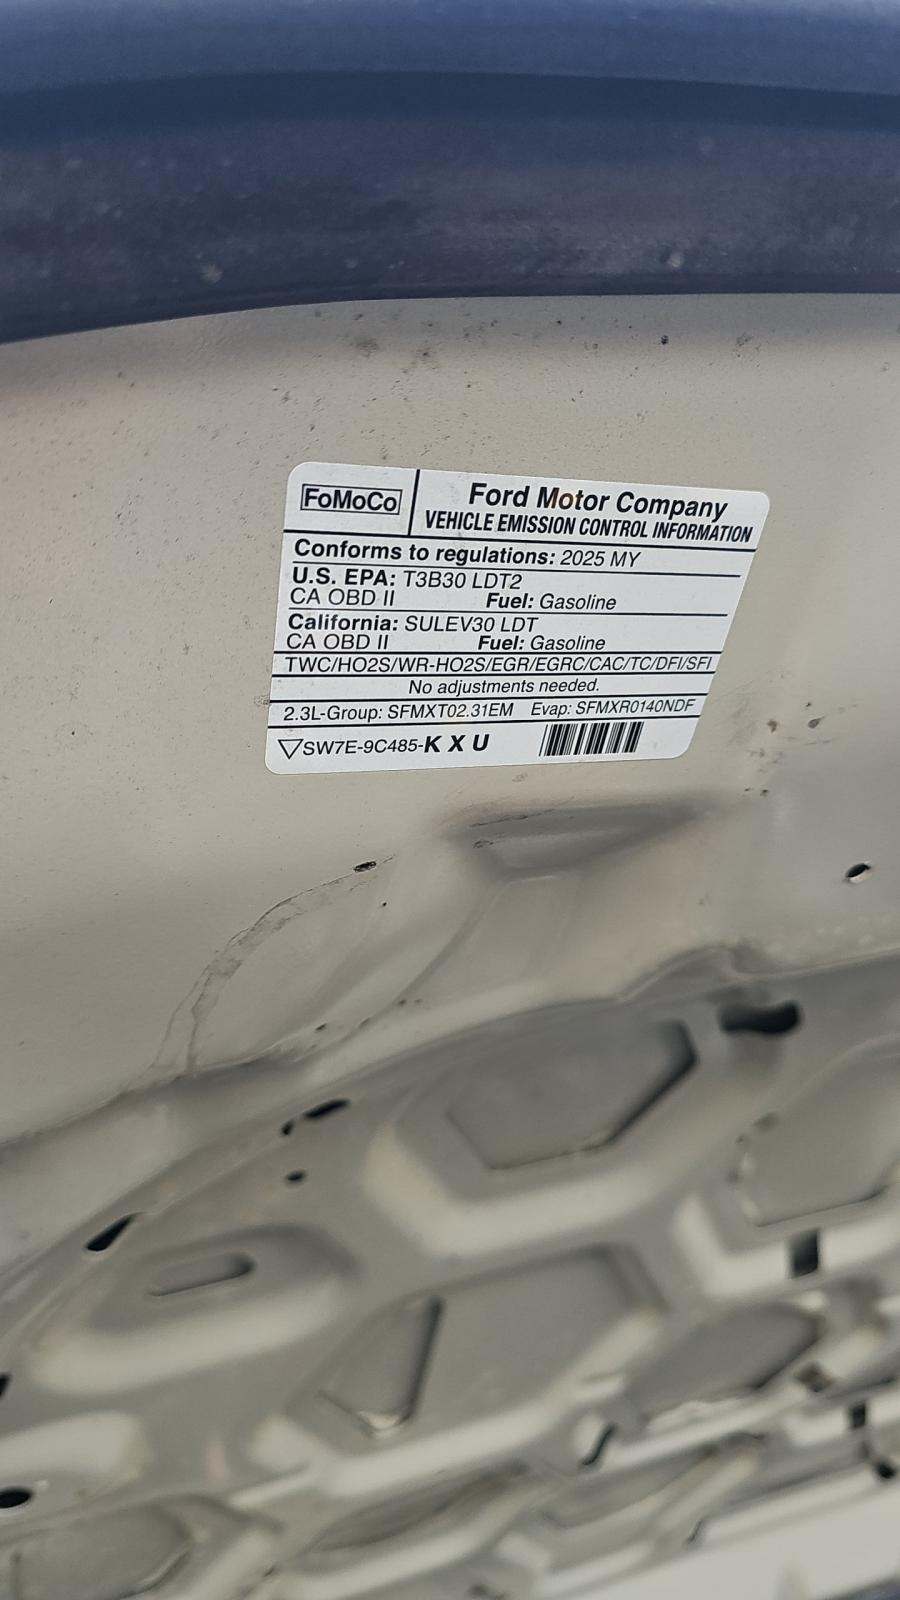 FoMoCo
Ford Motor Company
VEHICLE EMISSION CONTROL INFORMATION
Conforms to regulations: 2025 MY
U.S. EPA: T3B30 LDT2
CA OBD II Fuel: Gasoline
California: SULEV30 LDT
CA OBD II Fuel: Gasoline
TWC/HO2S/WR-HO2S/EGR/EGRC/CAC/TC/DFI/SFI
No adjustments needed.
2.3L-Group: SFMXT02.31EM Evap: SFMXR0140NDF
▽SW7E-9C485-K X U